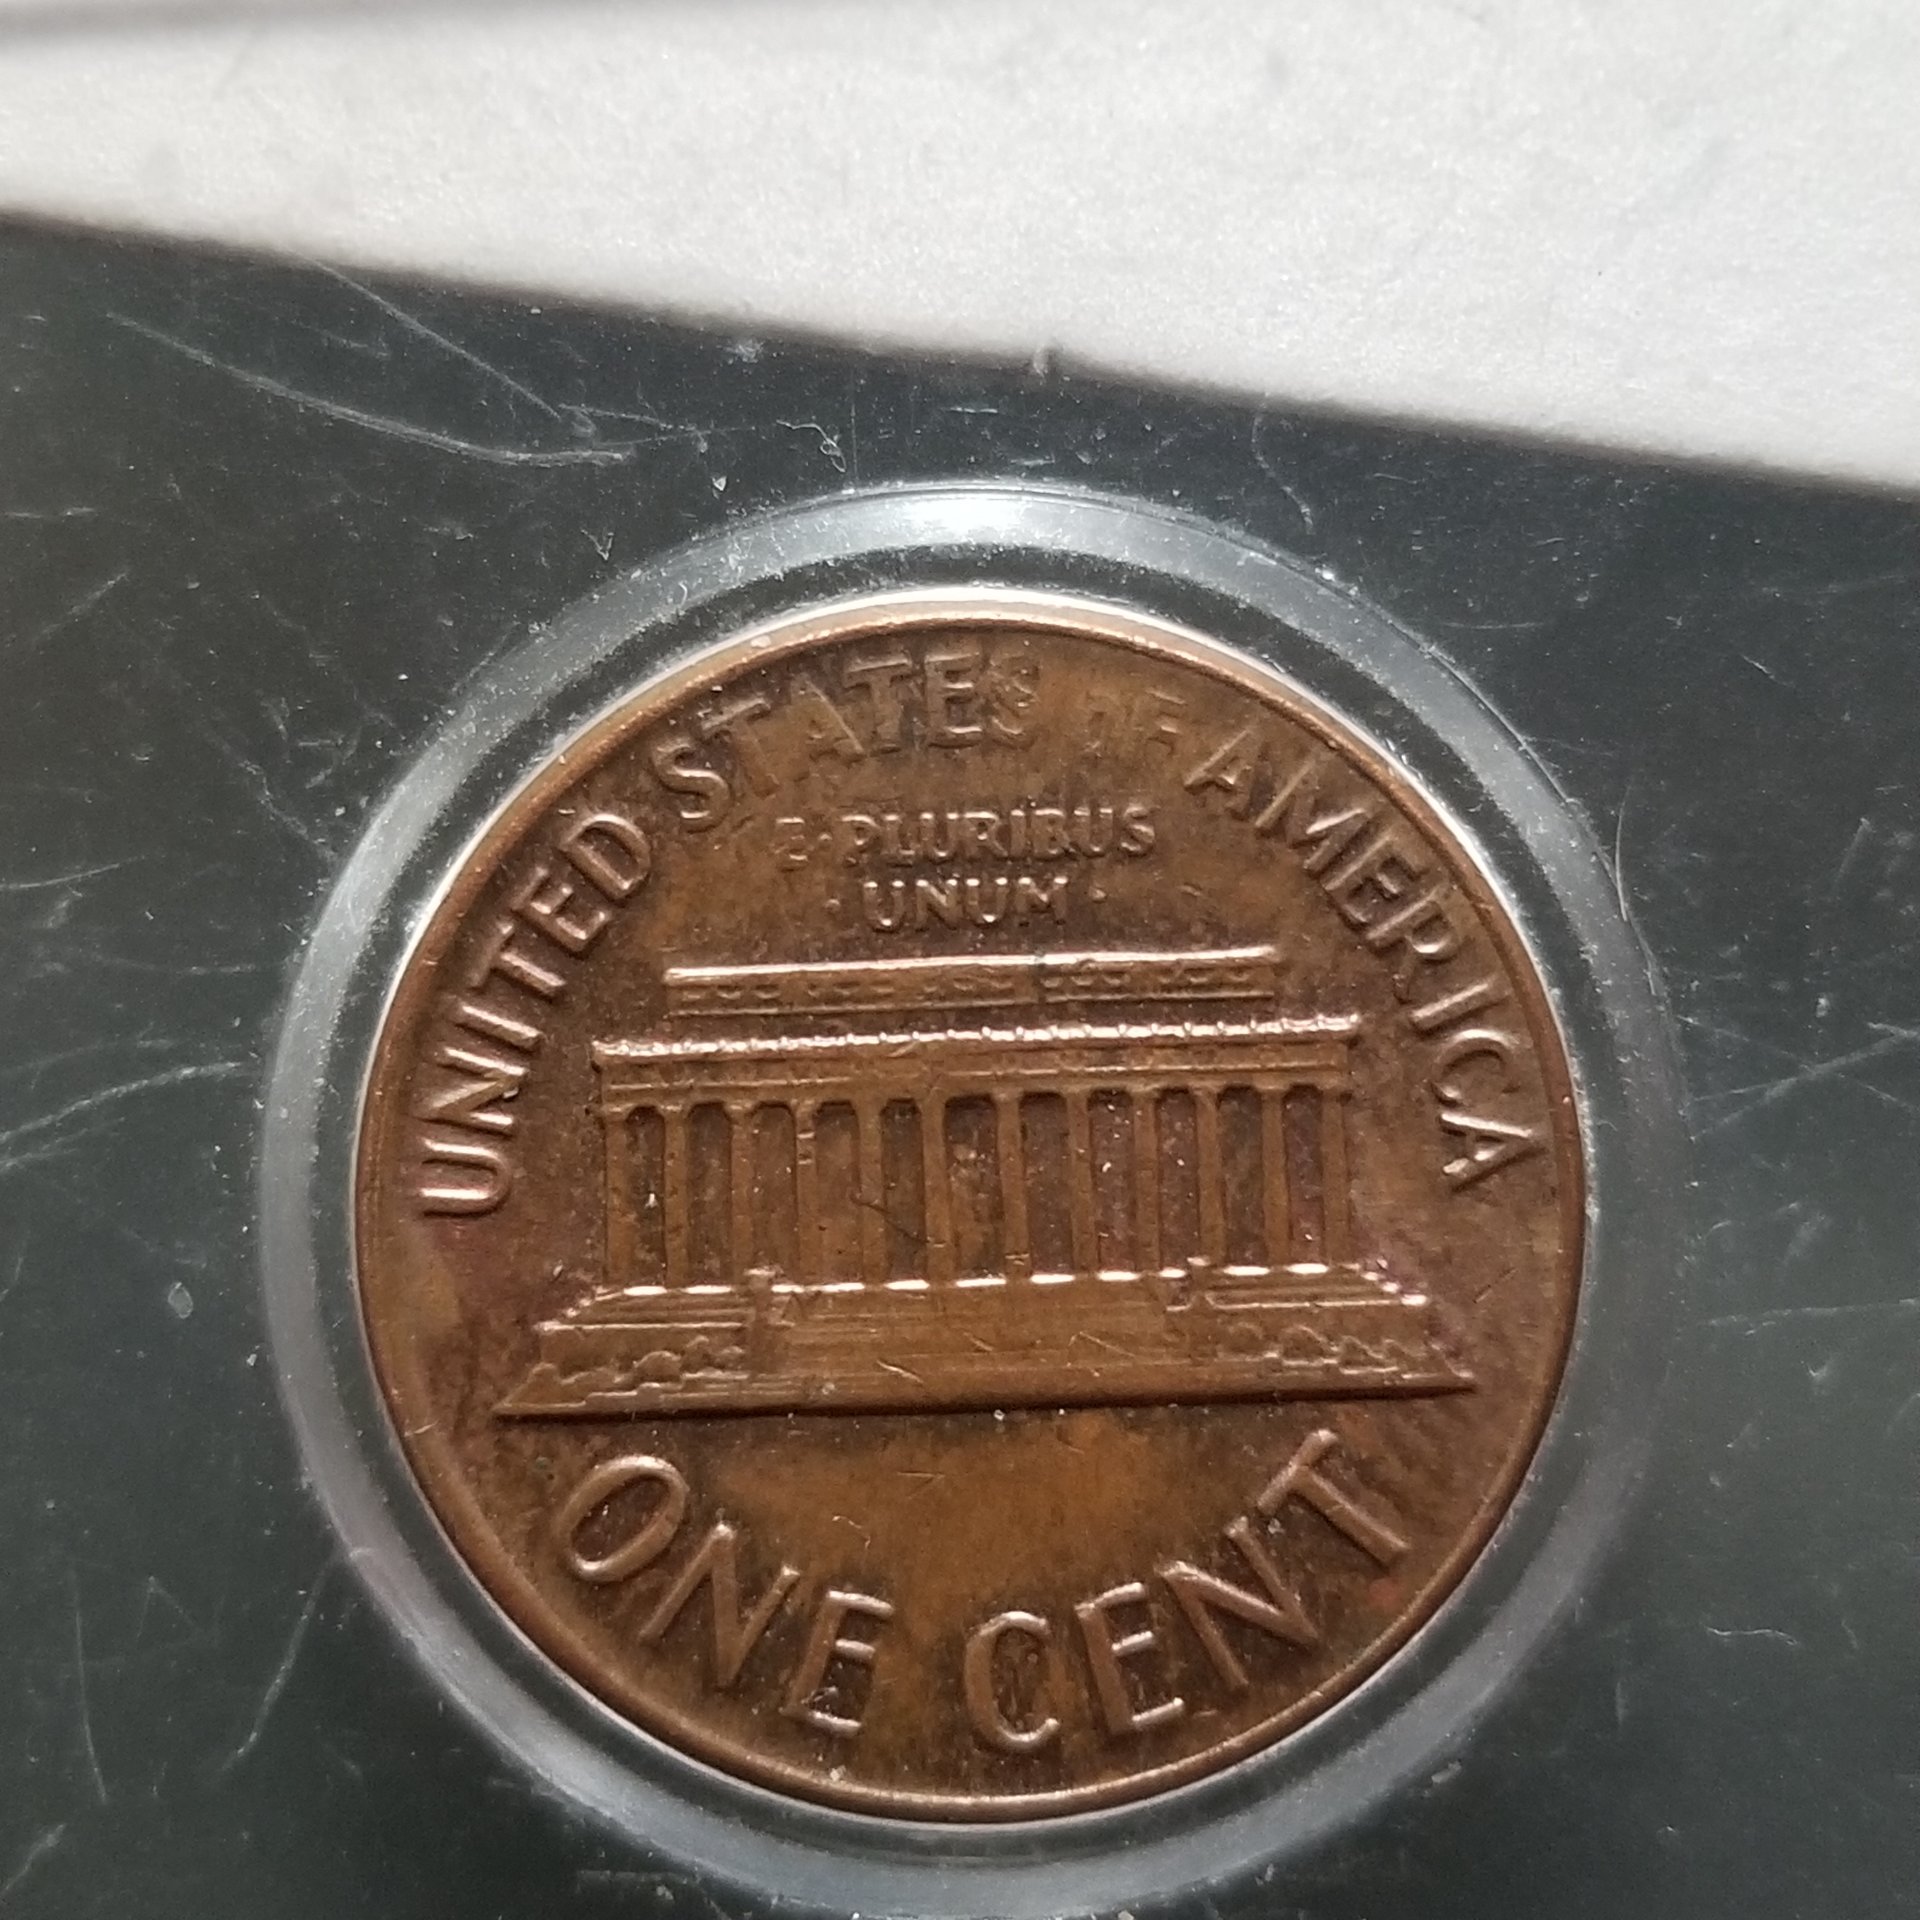 UNITED STATES OF AMERICA
E · PLURIBUS
· UNUM ·
ONE CENT